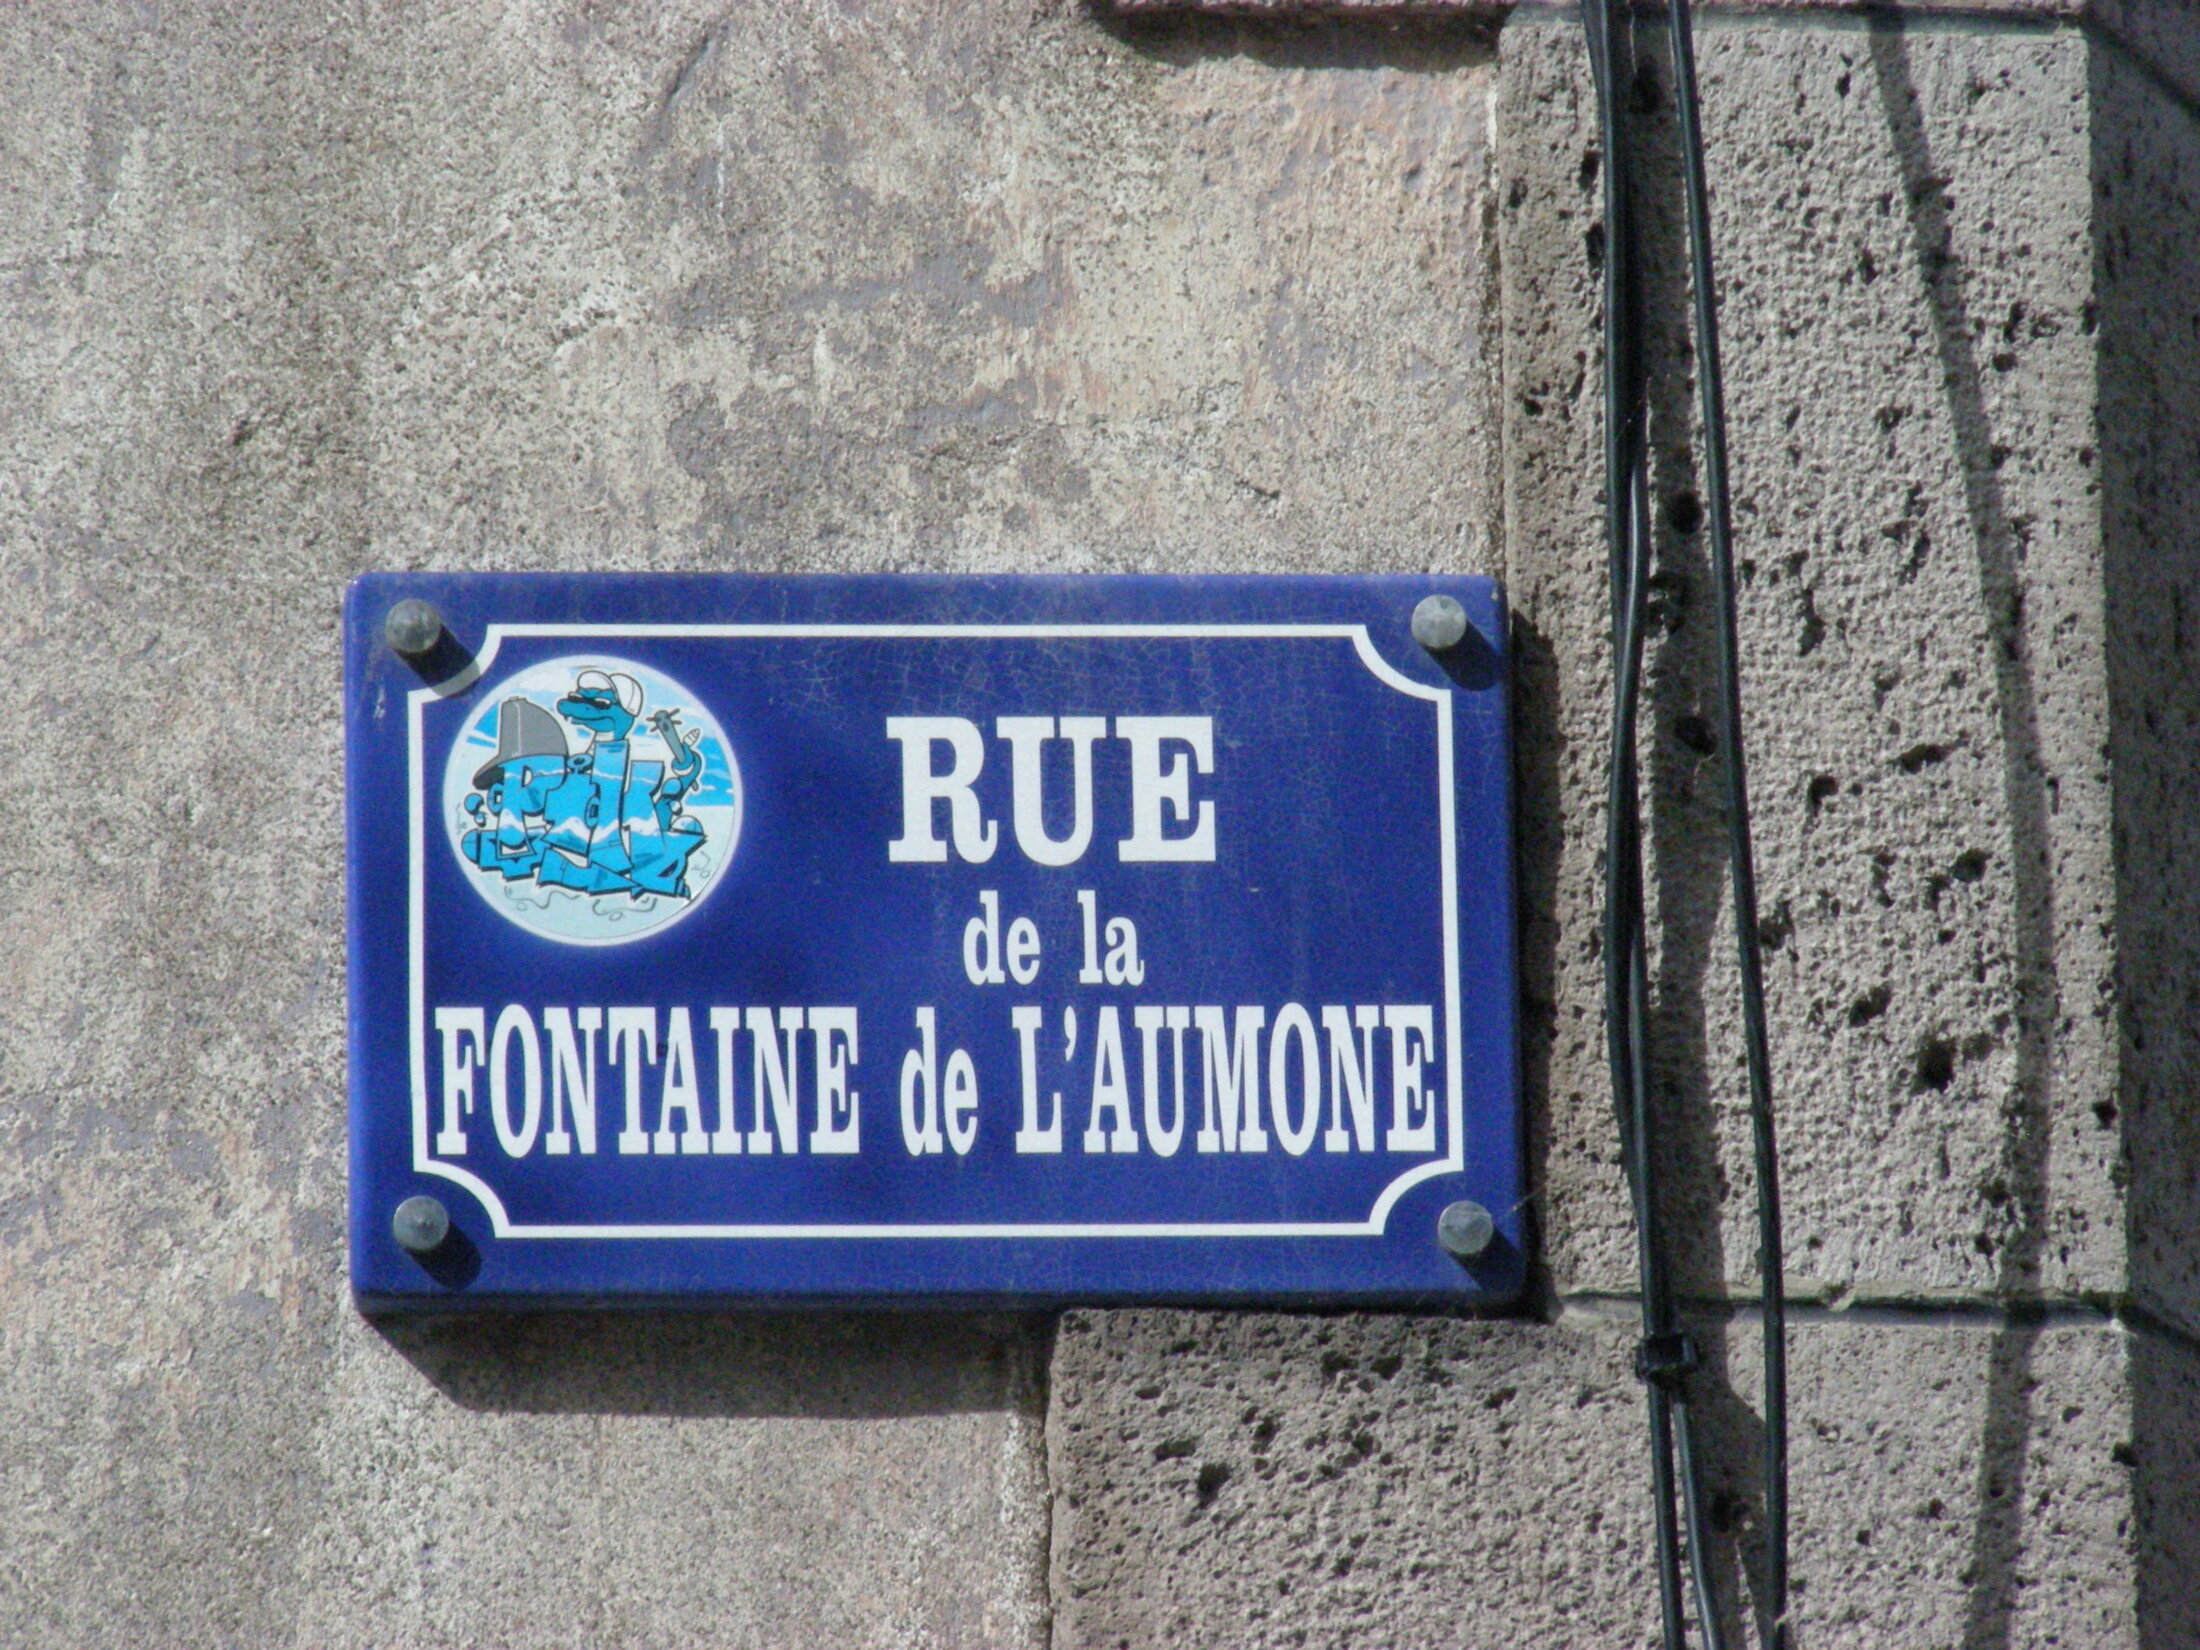 RUE
de la
FONTAINE de L'AUMONE